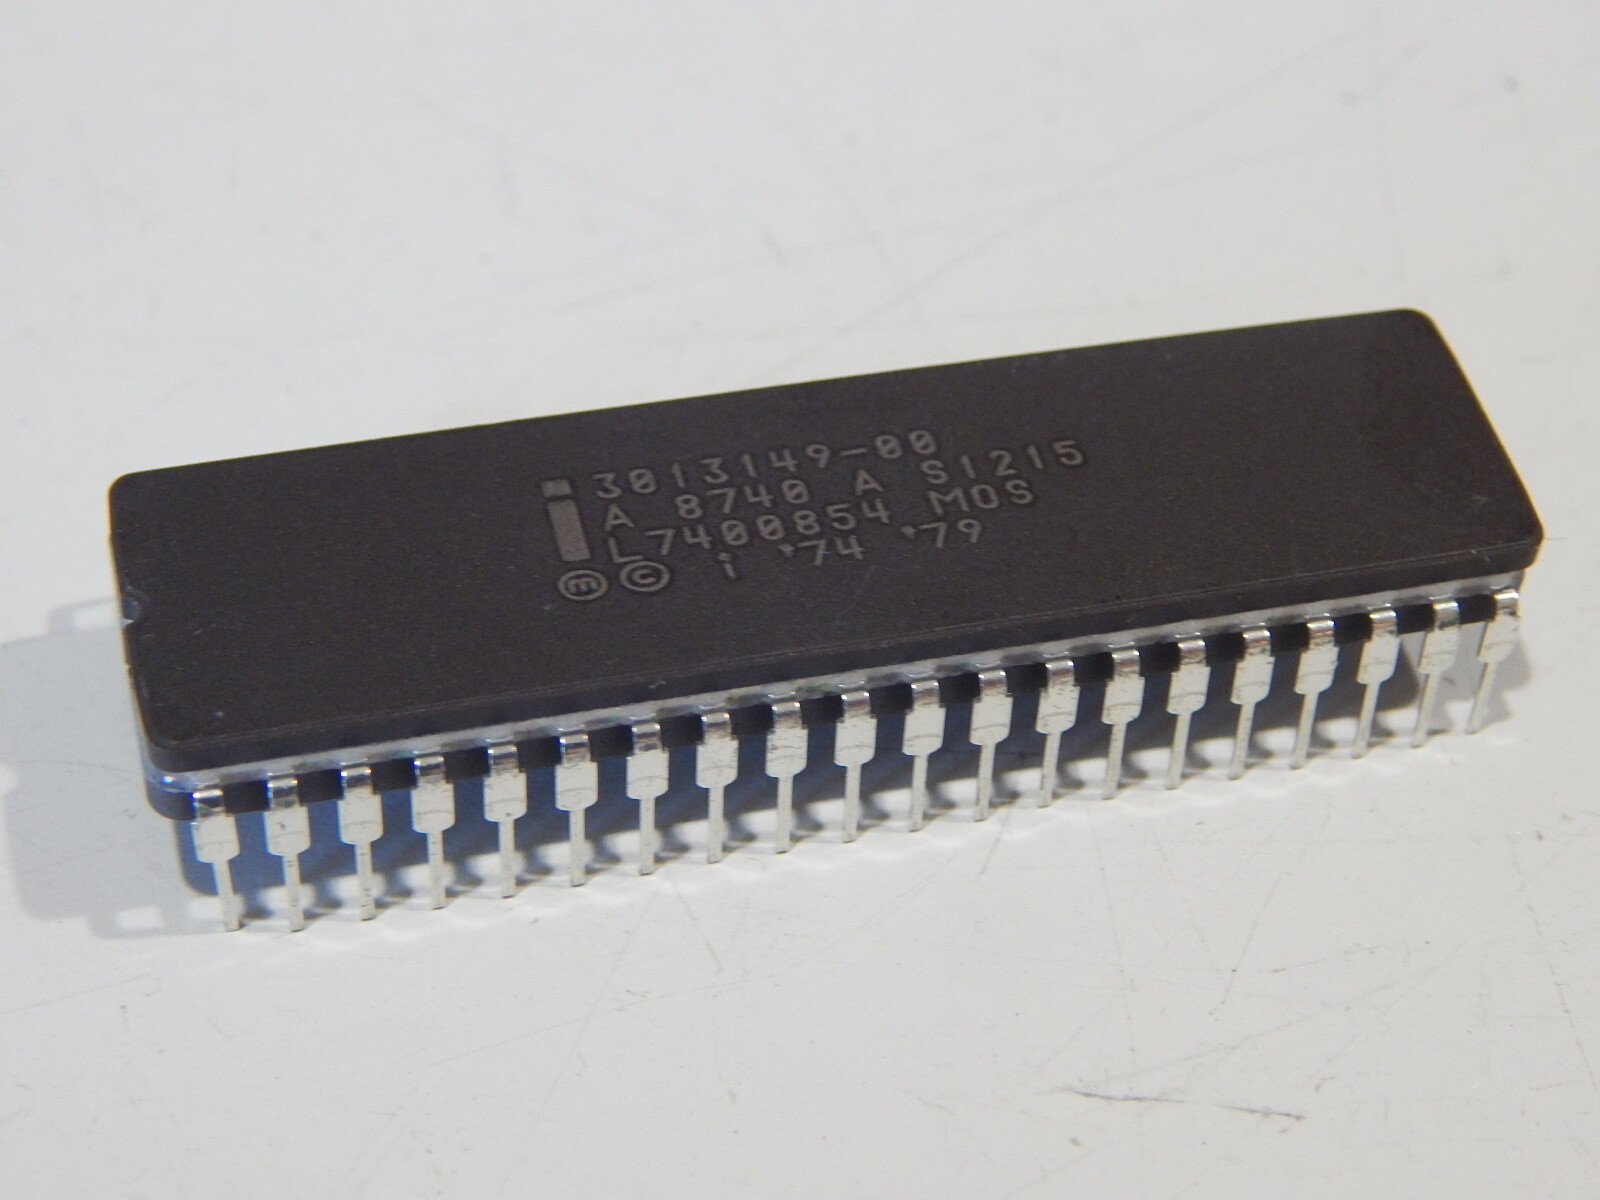 i 3013149-00
A 8740 A S1215
L7400854 MOS
ⓜ © i '74 '79